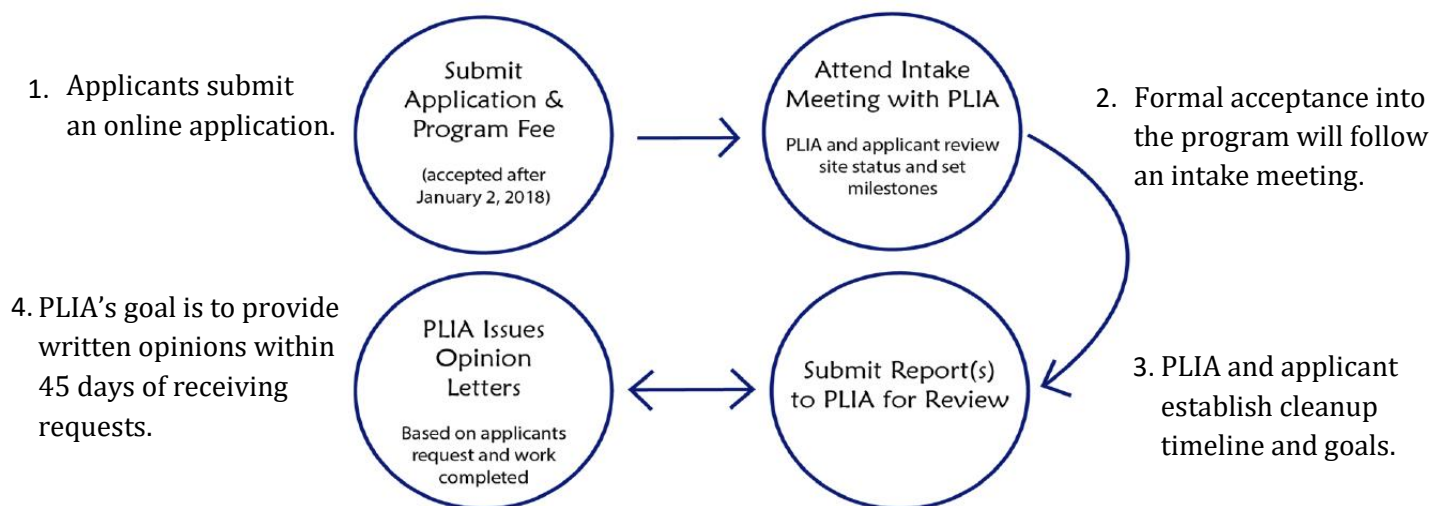 1. Applicants submit
an online application.
Submit
Application &
Program Fee
(accepted after
January 2, 2018)
Attend Intake
Meeting with PLIA
PLIA and applicant review
site status and set
milestones
2. Formal acceptance into
the program will follow
an intake meeting.
3. PLIA and applicant
establish cleanup
timeline and goals.
Submit Report(s)
to PLIA for Review
4. PLIA’s goal is to provide
written opinions within
45 days of receiving
requests.
PLIA Issues
Opinion
Letters
Based on applicants
request and work
completed